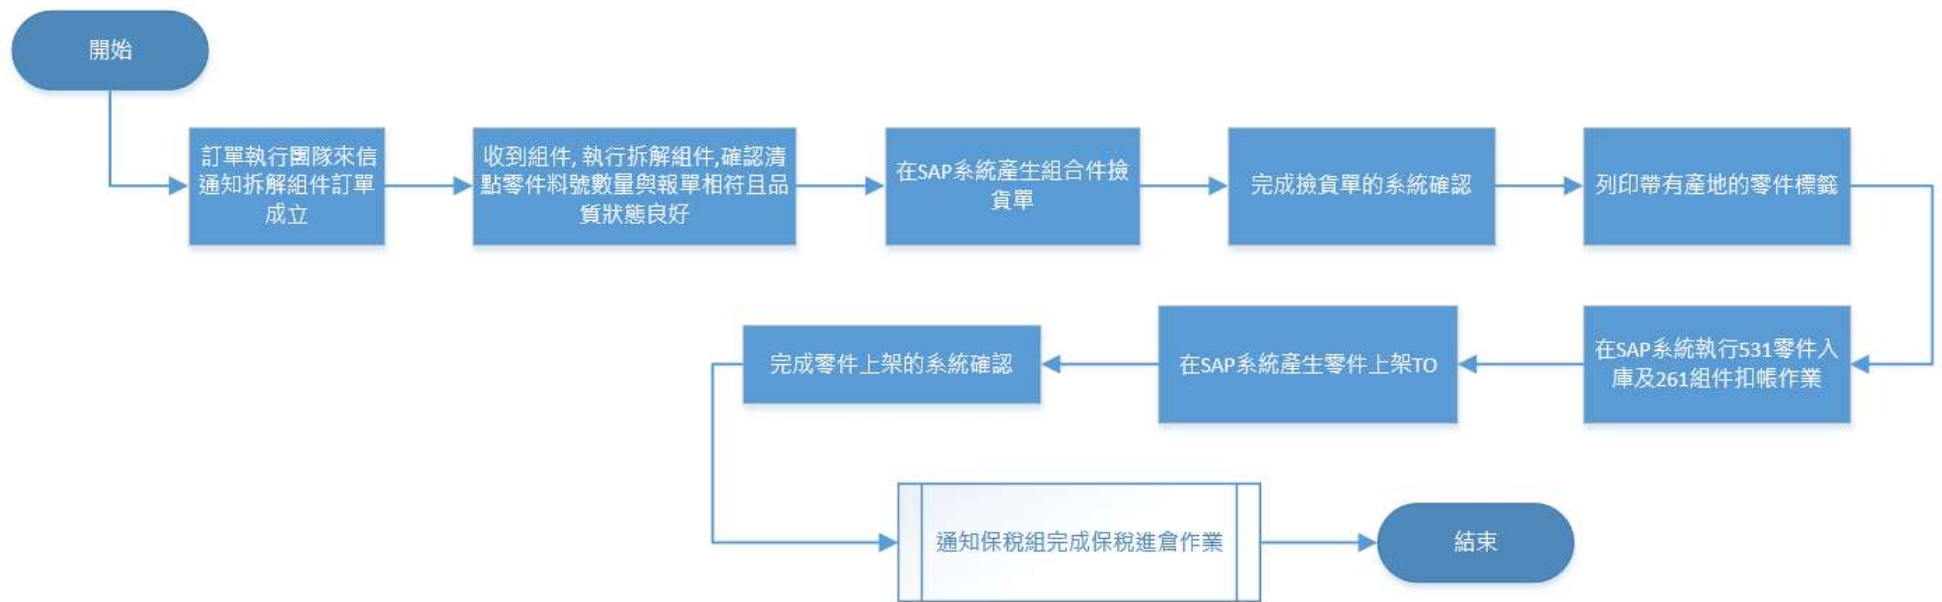 開始
訂單執行團隊來信
通知拆解組件訂單
成立
收到組件, 執行拆解組件,確認清
點零件料號數量與報單相符且品
質狀態良好
在SAP系統產生組合件撿
貨單
完成撿貨單的系統確認
列印帶有產地的零件標籤
在SAP系統執行531零件入
庫及261組件扣帳作業
在SAP系統產生零件上架TO
完成零件上架的系統確認
通知保稅組完成保稅進倉作業
結束